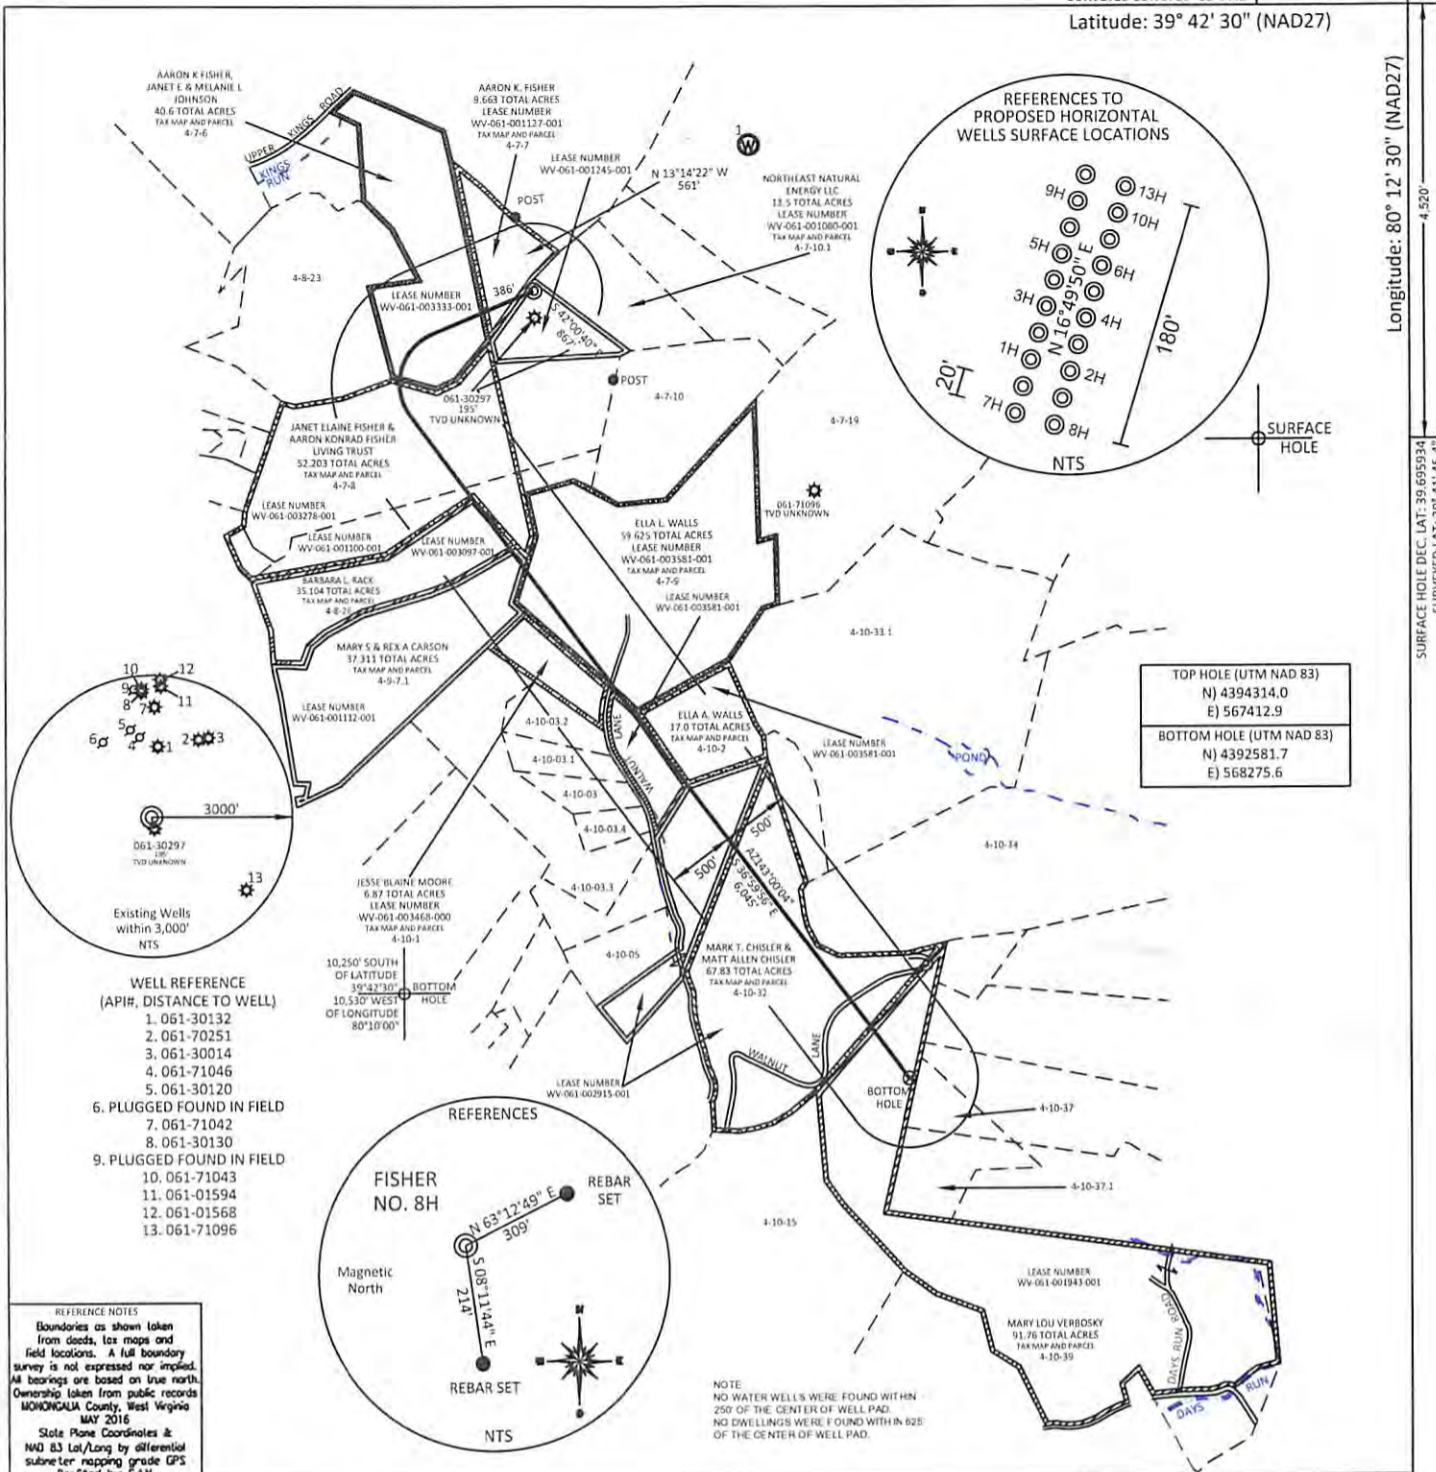 Latitude: 39° 42' 30" (NAD27)
Longitude: 80° 12' 30" (NAD27)
4,520'
SURFACE HOLE DEC. LAT: 39.695934
AARON K FISHER,
JANET E & MELANIE L
JOHNSON
40.6 TOTAL ACRES
TAX MAP AND PARCEL
4-7-6
UPPER KINGS ROAD
KINGS
RUN
AARON K. FISHER
9.663 TOTAL ACRES
LEASE NUMBER
WV-061-001127-001
TAX MAP AND PARCEL
4-7-7
LEASE NUMBER
WV-061-001245-001
N 13°14'22" W
561'
1
W
NORTHEAST NATURAL
ENERGY LLC
13.5 TOTAL ACRES
LEASE NUMBER
WV-061-001080-001
TAX MAP AND PARCEL
4-7-10.1
POST
REFERENCES TO
PROPOSED HORIZONTAL
WELLS SURFACE LOCATIONS
9H
13H
10H
5H
6H
3H
4H
1H
2H
7H
8H
N 16°49'50" E
180'
20'
NTS
SURFACE
HOLE
4-8-23
LEASE NUMBER
WV-061-003333-001
386'
S 42°00'40" E
867'
061-30297
195'
TVD UNKNOWN
POST
4-7-10
4-7-19
JANET ELAINE FISHER &
AARON KONRAD FISHER
LIVING TRUST
52.203 TOTAL ACRES
TAX MAP AND PARCEL
4-7-8
LEASE NUMBER
WV-061-003278-001
LEASE NUMBER
WV-061-001100-001
LEASE NUMBER
WV-061-003097-001
ELLA L. WALLS
59.625 TOTAL ACRES
LEASE NUMBER
WV-061-003581-001
TAX MAP AND PARCEL
4-7-9
LEASE NUMBER
WV-061-003581-001
061-71096
TVD UNKNOWN
BARBARA L. RACK
35.104 TOTAL ACRES
TAX MAP AND PARCEL
MARY S & REX A CARSON
37.311 TOTAL ACRES
TAX MAP AND PARCEL
4-9-7.1
LEASE NUMBER
WV-061-001112-001
4-10-33.1
TOP HOLE (UTM NAD 83)
N) 4394314.0
E) 567412.9
BOTTOM HOLE (UTM NAD 83)
N) 4392581.7
E) 568275.6
10
12
9
8
7
11
5
6
4
1
2
3
3000'
061-30297
195'
TVD UNKNOWN
13
Existing Wells
within 3,000'
NTS
4-10-03.2
4-10-03.1
4-10-03
4-10-03.4
4-10-03.3
4-10-05
WALNUT LANE
ELLA A. WALLS
17.0 TOTAL ACRES
TAX MAP AND PARCEL
4-10-2
LEASE NUMBER
WV-061-003581-001
POND
4-10-34
500'
500'
AZ143°00'04"
S 36°59'56" E
6,045'
JESSE BLAINE MOORE
6.87 TOTAL ACRES
LEASE NUMBER
WV-061-003468-000
TAX MAP AND PARCEL
4-10-1
10,250' SOUTH
OF LATITUDE
39°42'30"
10,530' WEST
OF LONGITUDE
80°10'00"
BOTTOM
HOLE
MARK T. CHISLER &
MATT ALLEN CHISLER
67.83 TOTAL ACRES
TAX MAP AND PARCEL
4-10-32
WALNUT LANE
LEASE NUMBER
WV-061-002915-001
BOTTOM
HOLE
4-10-37
4-10-37.1
4-10-15
WELL REFERENCE
(API#, DISTANCE TO WELL)
1. 061-30132
2. 061-70251
3. 061-30014
4. 061-71046
5. 061-30120
6. PLUGGED FOUND IN FIELD
7. 061-71042
8. 061-30130
9. PLUGGED FOUND IN FIELD
10. 061-71043
11. 061-01594
12. 061-01568
13. 061-71096
REFERENCES
FISHER
NO. 8H
REBAR
SET
N 63°12'49" E
309'
S 08°11'44" E
214'
Magnetic
North
REBAR SET
NTS
LEASE NUMBER
WV-061-001943-001
MARY LOU VERBOSKY
91.76 TOTAL ACRES
TAX MAP AND PARCEL
4-10-39
DAYS RUN ROAD
DAYS RUN
NOTE
NO WATER WELLS WERE FOUND WITHIN
250' OF THE CENTER OF WELL PAD.
NO DWELLINGS WERE FOUND WITH IN 625'
OF THE CENTER OF WELL PAD.
REFERENCE NOTES
Boundaries as shown taken
from deeds, tax maps and
field locations. A full boundary
survey is not expressed nor implied.
All bearings are based on true north.
Ownership taken from public records
MONONGALIA County, West Virginia
MAY 2016
State Plane Coordinates &
NAD 83 Lat/Long by differential
submeter mapping grade GPS